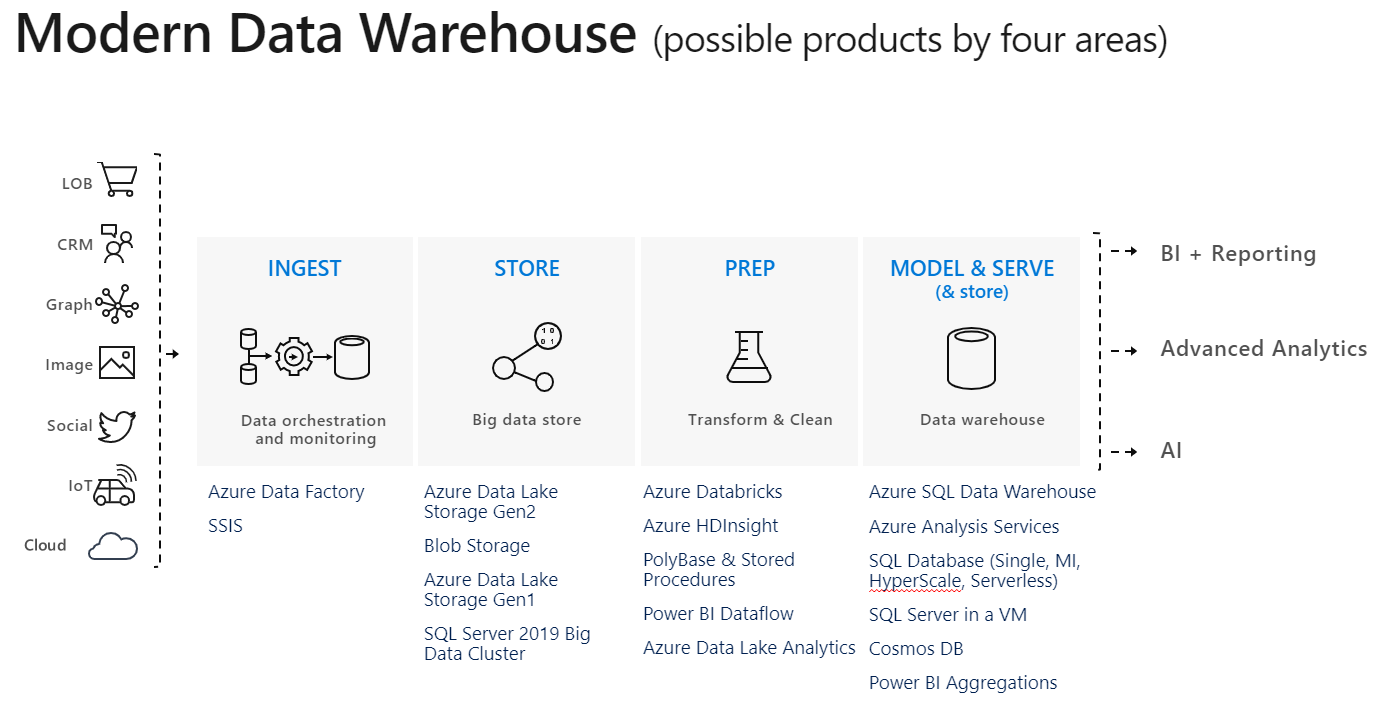 Modern Data Warehouse (possible products by four areas)
LOB
CRM
Graph
Image
Social
IoT
Cloud
INGEST
Data orchestration
and monitoring
Azure Data Factory
SSIS
STORE
10
01
Big data store
Azure Data Lake
Storage Gen2
Blob Storage
Azure Data Lake
Storage Gen1
SQL Server 2019 Big
Data Cluster
PREP
Transform & Clean
Azure Databricks
Azure HDInsight
PolyBase & Stored
Procedures
Power BI Dataflow
Azure Data Lake Analytics
MODEL & SERVE
(& store)
Data warehouse
Azure SQL Data Warehouse
Azure Analysis Services
SQL Database (Single, MI,
HyperScale, Serverless)
SQL Server in a VM
Cosmos DB
Power BI Aggregations
BI + Reporting
Advanced Analytics
AI